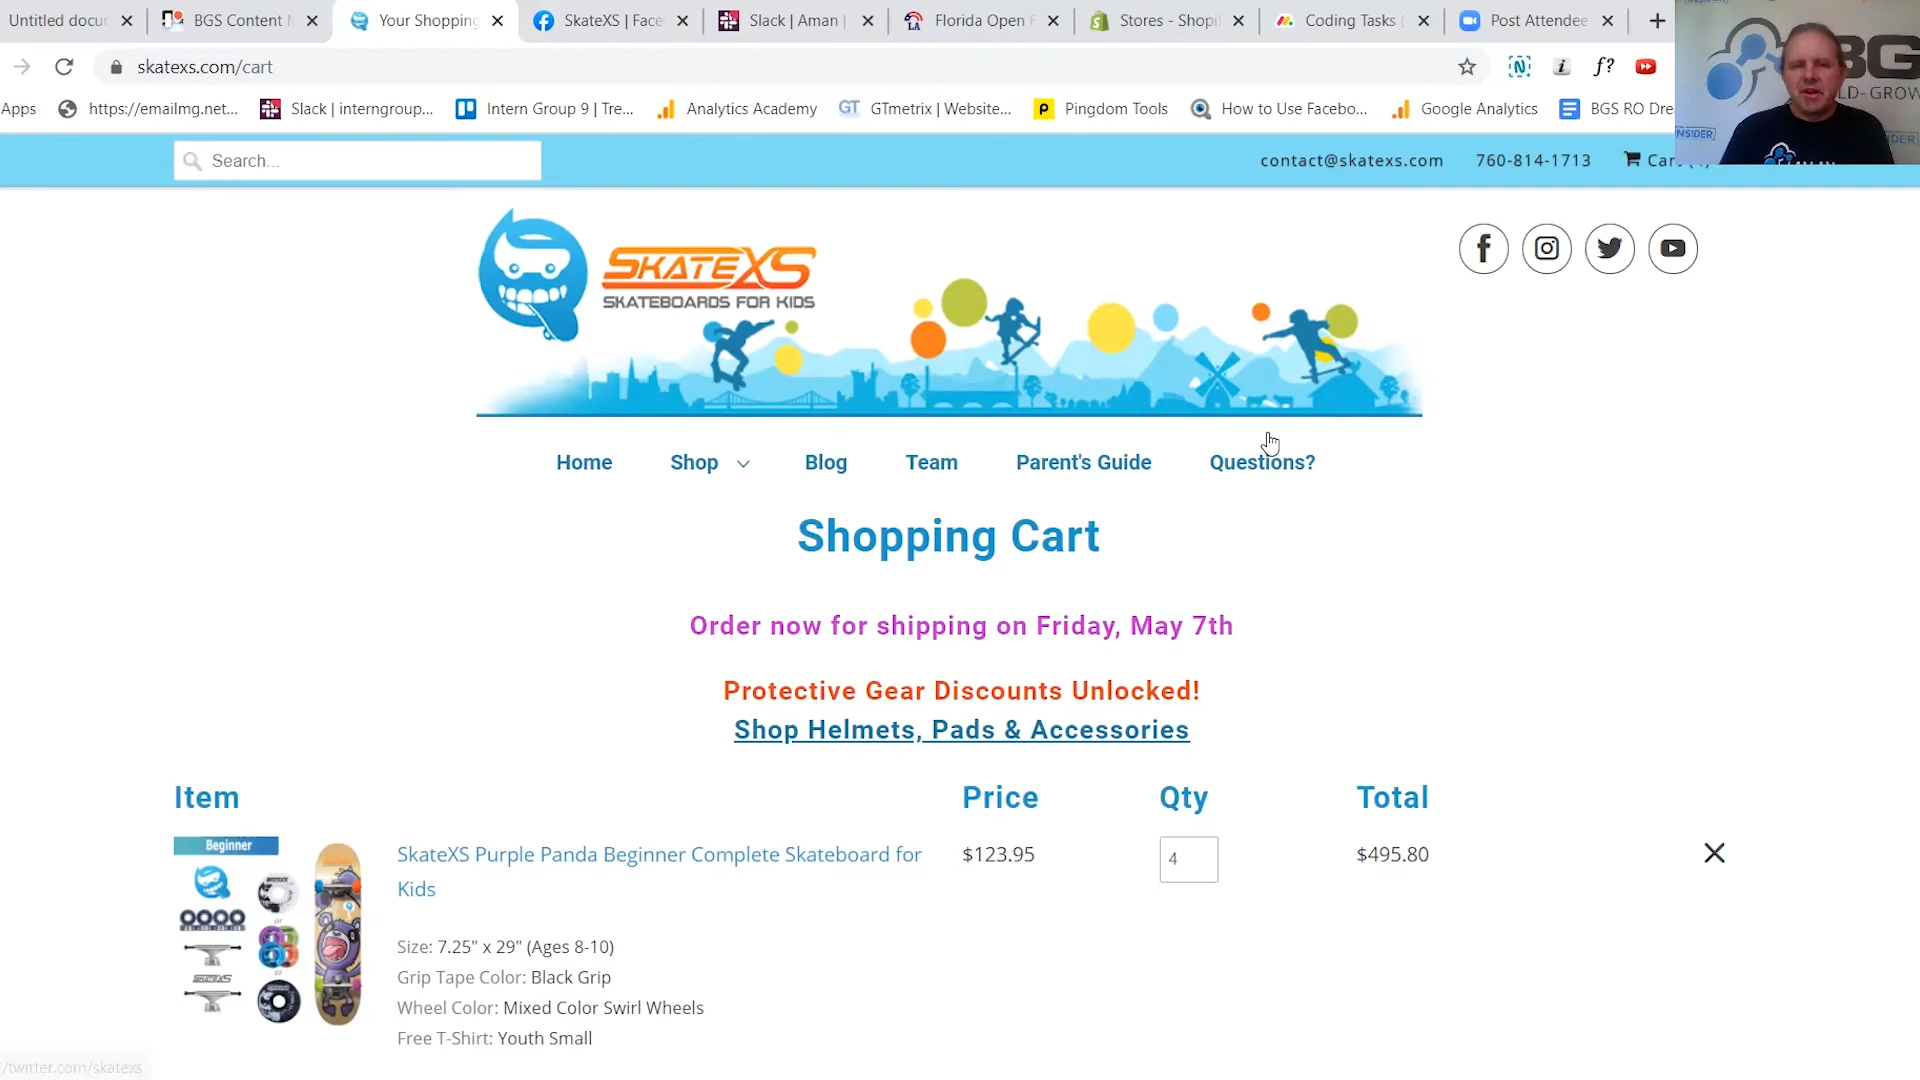 Untitled docu
BGS Content
Your Shopping
SkateXS | Face
Slack | Aman |
Florida Open
Stores - Shopi
Coding Tasks
Post Attendee
skatexs.com/cart
Apps
https://emailmg.net...
Slack | interngroup...
Intern Group 9 | Tre...
Analytics Academy
GTmetrix | Website...
Pingdom Tools
How to Use Facebo...
Google Analytics
BGS RO Dre
Search...
contact@skatexs.com
760-814-1713
SKATEXS
SKATEBOARDS FOR KIDS
Home
Shop
Blog
Team
Parent's Guide
Questions?
Shopping Cart
Order now for shipping on Friday, May 7th
Protective Gear Discounts Unlocked!
Shop Helmets, Pads & Accessories
Item
Price
Qty
Total
Beginner
SkateXS Purple Panda Beginner Complete Skateboard for
Kids
$123.95
4
$495.80
Size: 7.25" x 29" (Ages 8-10)
Grip Tape Color: Black Grip
Wheel Color: Mixed Color Swirl Wheels
Free T-Shirt: Youth Small
/twitter.com/skatexs